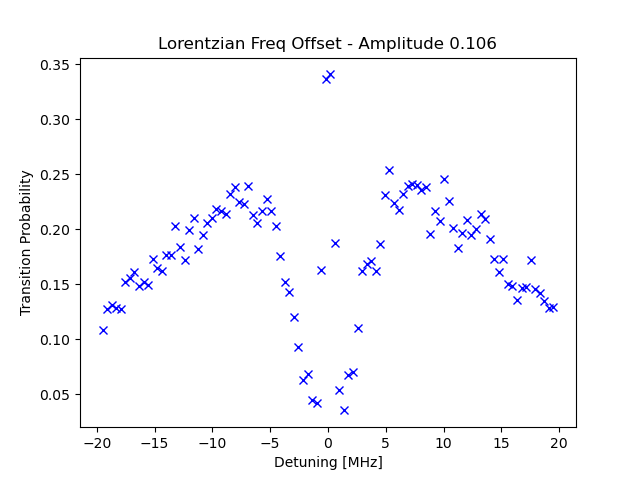 Lorentzian Freq Offset - Amplitude 0.106
Transition Probability
0.35
0.30
0.25
0.20
0.15
0.10
0.05
−20 −15 −10 −5 0 5 10 15 20
Detuning [MHz]